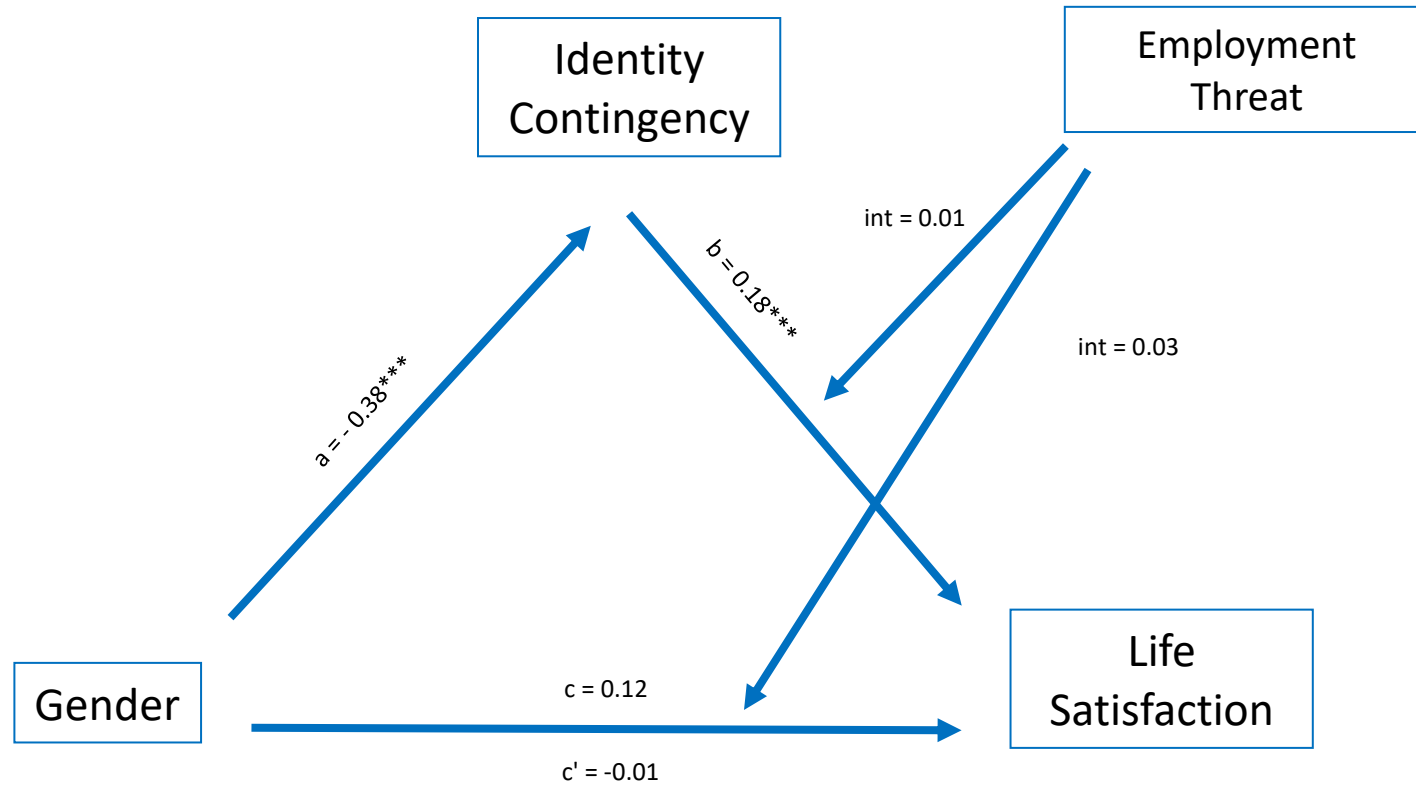 Identity
Contingency
Employment
Threat
int = 0.01
b = 0.18***
int = 0.03
a = - 0.38***
Gender
c = 0.12
c' = -0.01
Life
Satisfaction